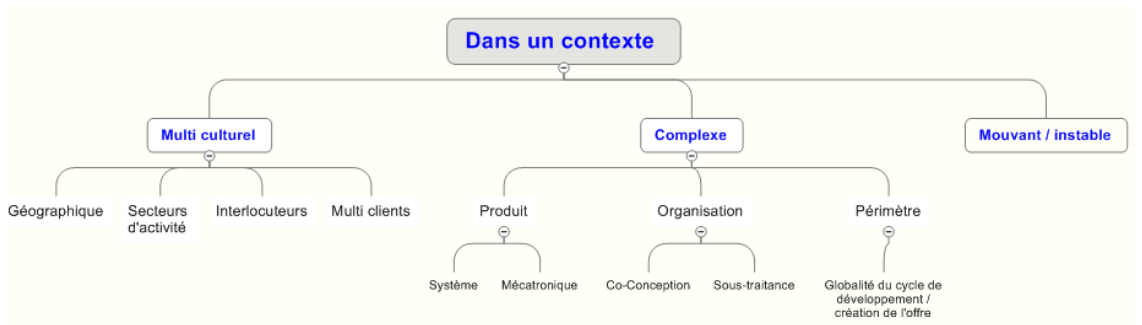 Dans un contexte
Multi culturel
Complexe
Mouvant / instable
Géographique
Secteurs
d'activité
Interlocuteurs
Multi clients
Produit
Organisation
Périmètre
Système
Mécatronique
Co-Conception
Sous-traitance
Globalité du cycle de
développement /
création de l'offre